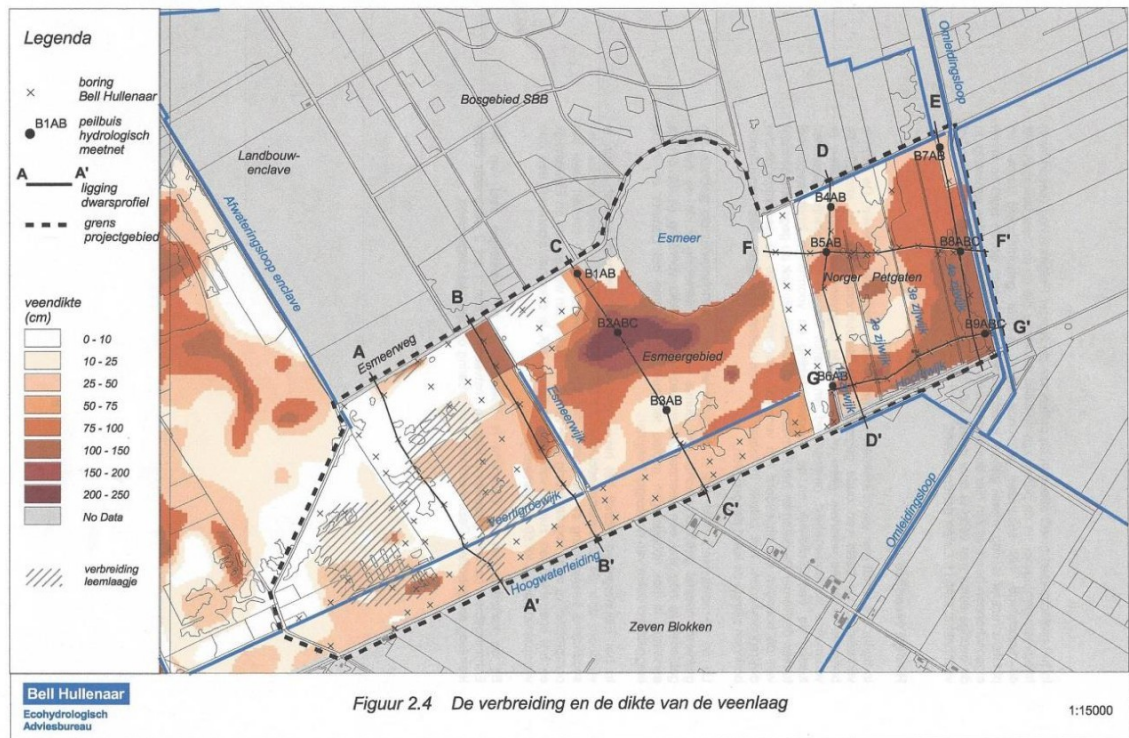 Legenda
× boring
Bell Hullenaar
B1AB peilbuis
hydrologisch
meetnet
A A'
ligging
dwarsprofiel
grens
projectgebied
veendikte
(cm)
0 - 10
10 - 25
25 - 50
50 - 75
75 - 100
100 - 150
150 - 200
200 - 250
No Data
verbreiding
leemlaagje
Bosgebied SBB
Landbouw-
enclave
Afwateringsloop enclave
Omleidingsloop
E
B7AB
D
B4AB
Esmeer
C
B1AB
F
B5AB
B8ABC
F'
Norger Petgaten
3e zijwijk
2e zijwijk
B
B2ABC
Esmeergebied
B9ABC
G'
A
Esmeerweg
Esmeerwijk
G
B6AB
B3AB
D'
Veertigroewijk
C'
Omleidingsloop
B'
Hoogwaterleiding
A'
Zeven Blokken
Bell Hullenaar
Ecohydrologisch
Adviesbureau
Figuur 2.4 De verbreiding en de dikte van de veenlaag
1:15000